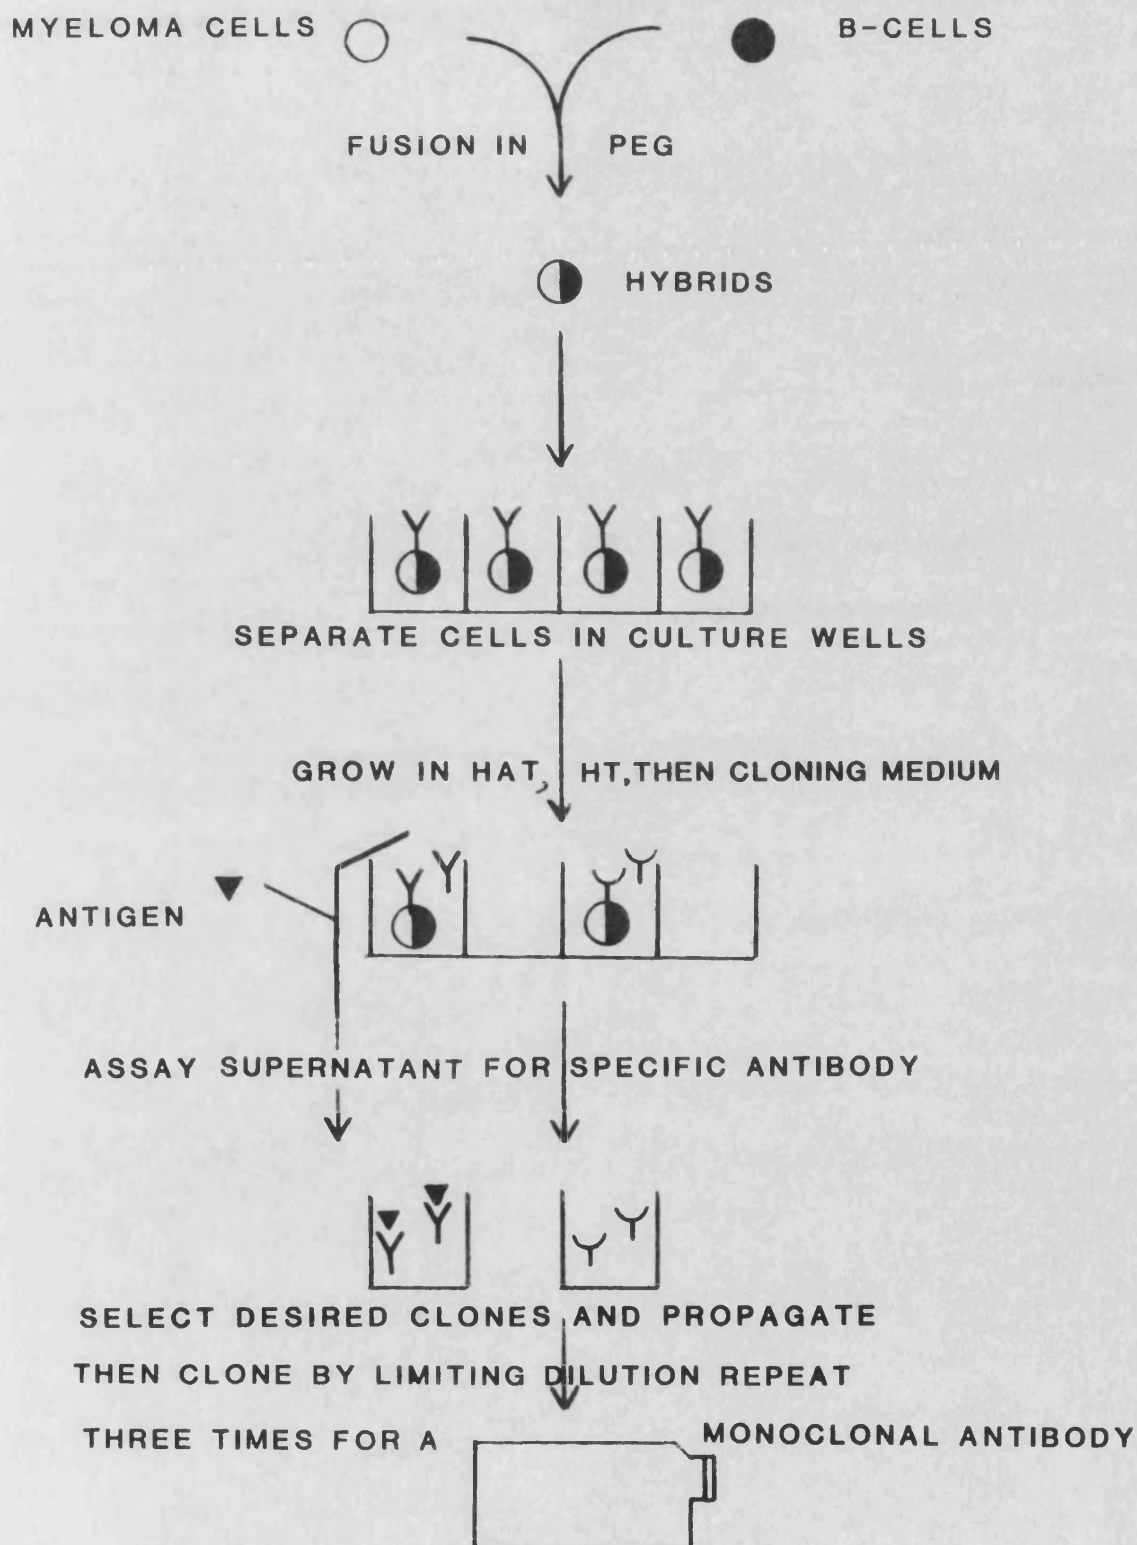 MYELOMA CELLS
B-CELLS
FUSION IN PEG
HYBRIDS
SEPARATE CELLS IN CULTURE WELLS
GROW IN HAT, HT,THEN CLONING MEDIUM
ANTIGEN
ASSAY SUPERNATANT FOR SPECIFIC ANTIBODY
SELECT DESIRED CLONES AND PROPAGATE
THEN CLONE BY LIMITING DILUTION REPEAT
THREE TIMES FOR A MONOCLONAL ANTIBODY